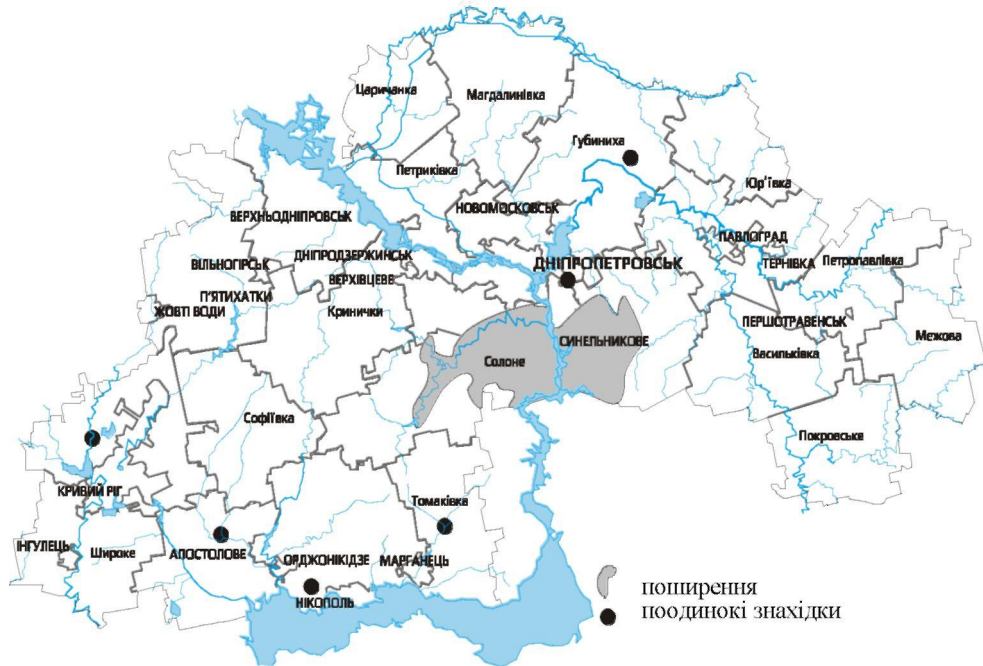 Царичанка
Магдалинівка
Губиниха
Петриківка
Юр'ївка
НОВОМОСКОВСЬК
ВЕРХНЬОДНІПРОВСЬК
ПАВЛОГРАД
ДНІПРОДЗЕРЖИНСЬК
ДНІПРОПЕТРОВСЬК
ТЕРНІВКА
Петропавлівка
ВІЛЬНОГІРСЬК
ВЕРХІВЦЕВЕ
П'ЯТИХАТКИ
ЖОВТІ ВОДИ
Кринички
ПЕРШОТРАВЕНСЬК
СИНЕЛЬНИКОВЕ
Межова
Васильківка
Солоне
Софіївка
Покровське
КРИВИЙ РІГ
Томаківка
ІНГУЛЕЦЬ
Широке
АПОСТОЛОВЕ
ОРДЖОНІКІДЗЕ
МАРГАНЕЦЬ
НІКОПОЛЬ
поширення
поодинокі знахідки